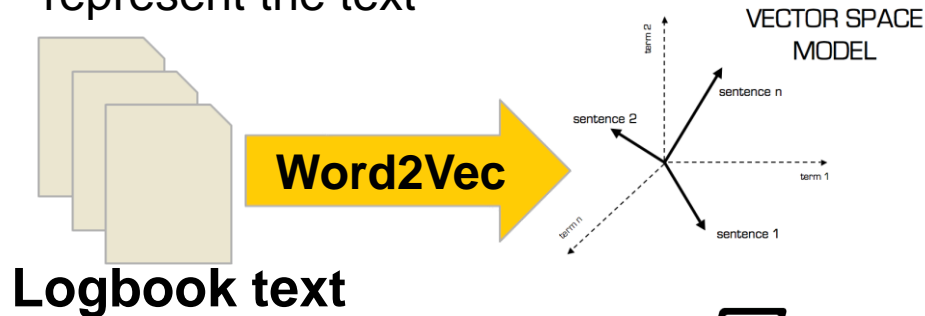 represent the text
VECTOR SPACE
MODEL
term 2
sentence n
sentence 2
Word2Vec
term 1
term n
sentence 1
Logbook text